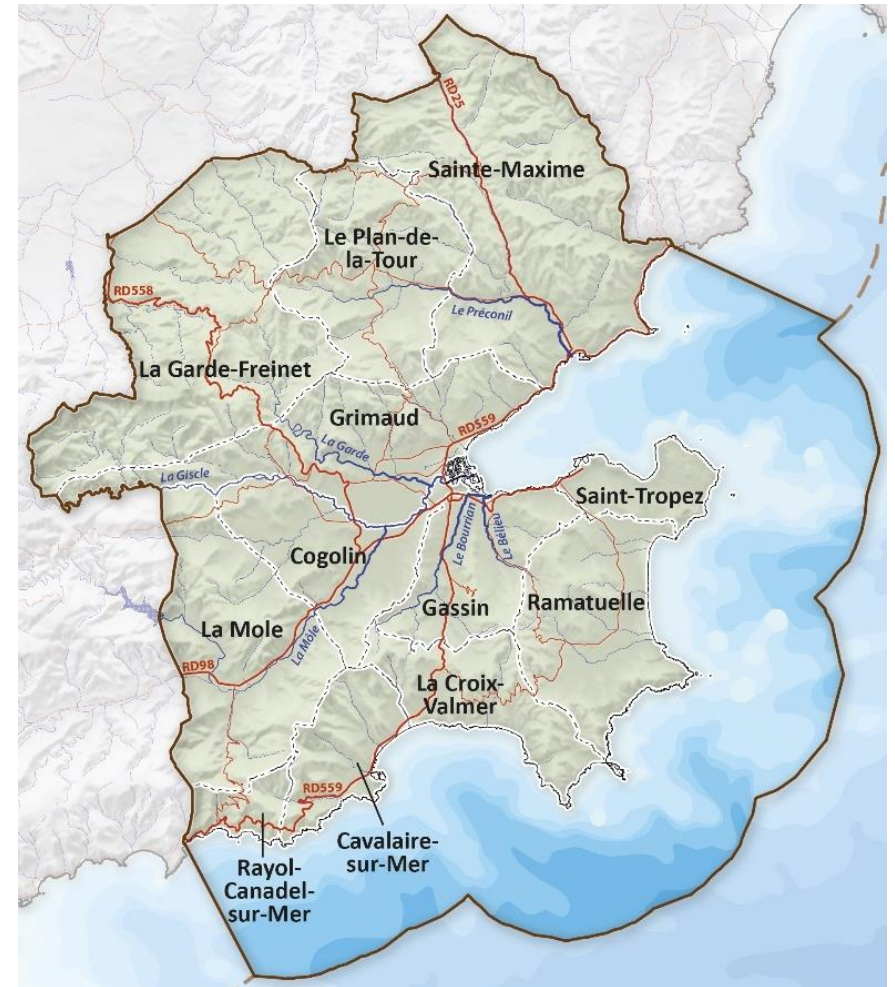 RD25
Sainte-Maxime
Le Plan-de-
la-Tour
RD558
Le Préconil
La Garde-Freinet
Grimaud
RD559
La Garde
La Giscle
Saint-Tropez
Cogolin
Le Bourrian
Le Bélieu
Gassin
Ramatuelle
La Mole
La Môle
RD98
La Croix-
Valmer
RD559
Cavalaire-
sur-Mer
Rayol-
Canadel-
sur-Mer